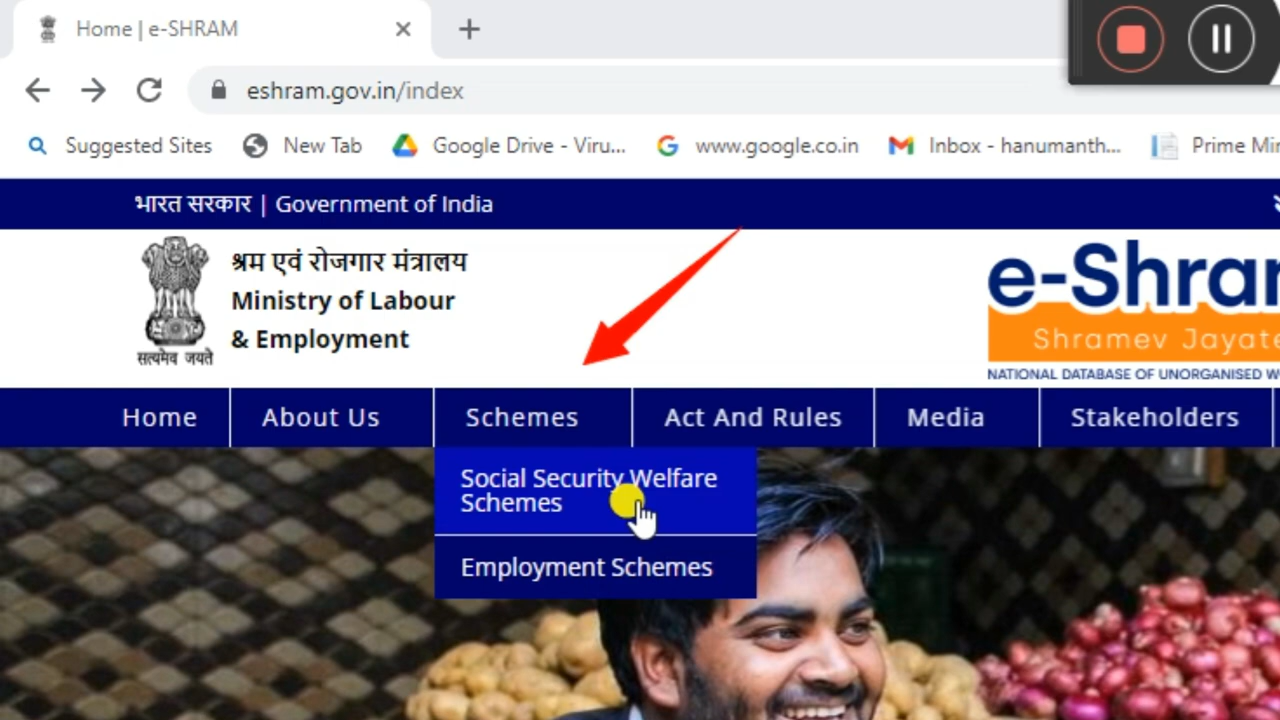 Home | e-SHRAM
eshram.gov.in/index
Suggested Sites New Tab Google Drive - Viru... www.google.co.in Inbox - hanumanth... Prime Mi
भारत सरकार | Government of India
श्रम एवं रोजगार मंत्रालय
Ministry of Labour
& Employment
सत्यमेव जयते
e-Shram
Shramev Jayate
NATIONAL DATABASE OF UNORGANISED W
Home About Us Schemes Act And Rules Media Stakeholders
Social Security Welfare
Schemes
Employment Schemes